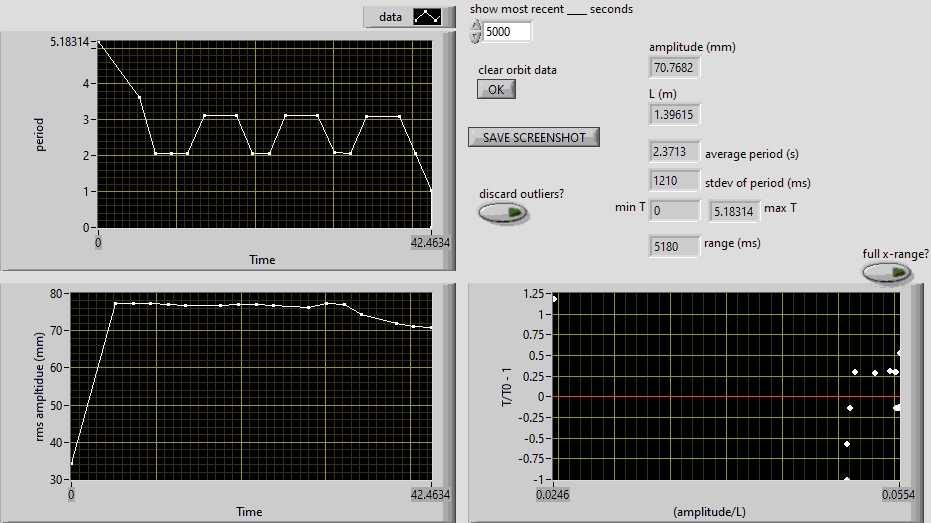 data
show most recent ____ seconds
5000
clear orbit data
OK
SAVE SCREENSHOT
discard outliers?
amplitude (mm)
70.7682
L (m)
1.39615
2.3713 average period (s)
1210 stdev of period (ms)
min T 0 5.18314 max T
5180 range (ms)
full x-range?
5.18314
4
3
2
1
0
period
0 42.4634
Time
80
70
60
50
40
30
rms ampltidue (mm)
0 42.4634
Time
1.25
1
0.75
0.5
0.25
0
-0.25
-0.5
-0.75
-1
T/T0 - 1
0.0246 0.0554
(amplitude/L)